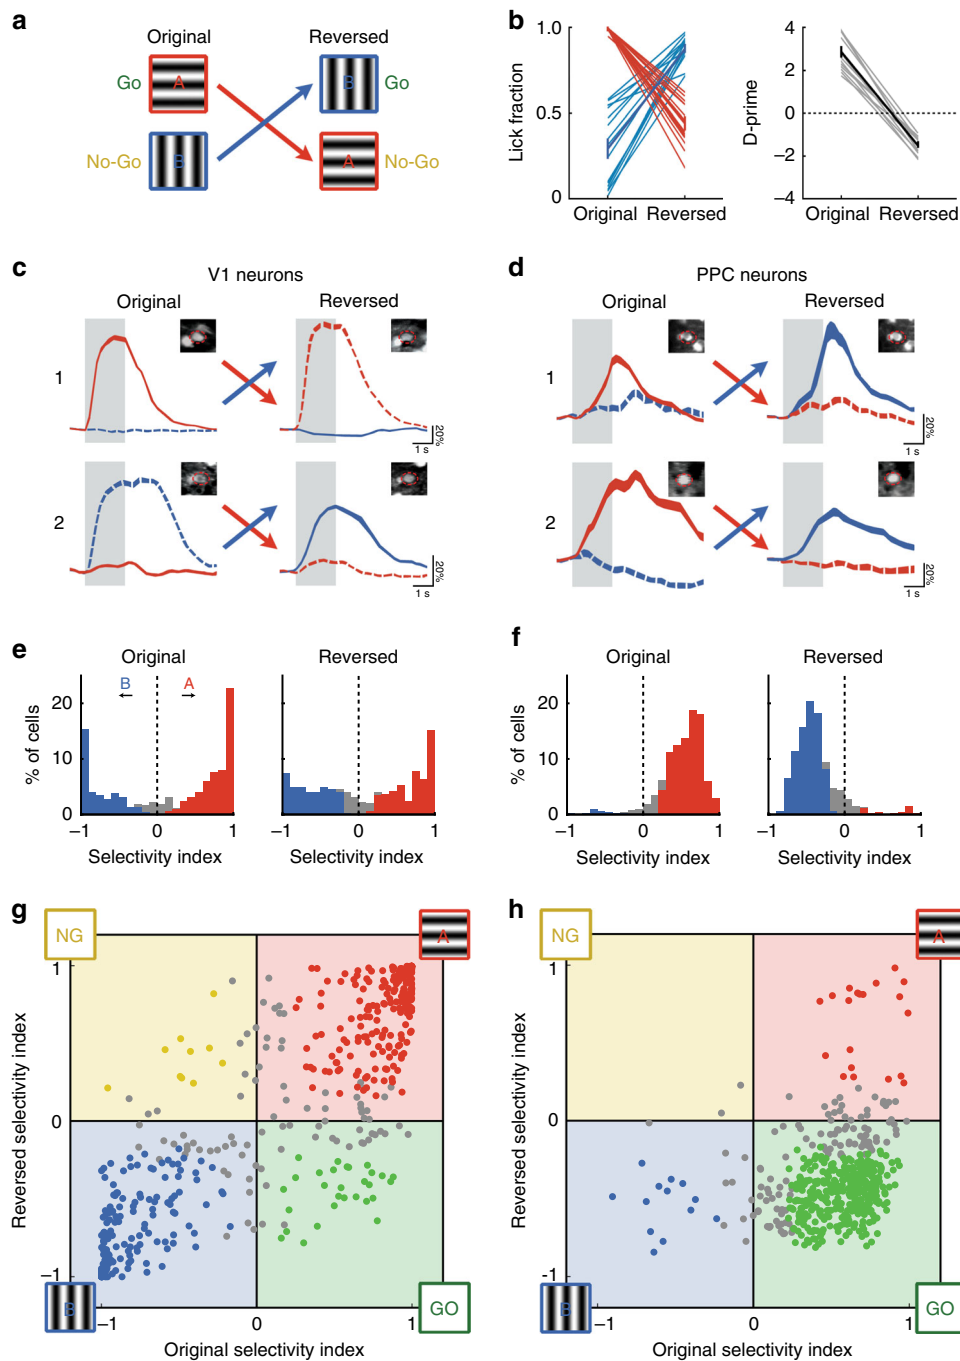 a
Original Reversed
Go A B Go
No-Go B A No-Go
b
Lick fraction
1.0
0.5
0
Original Reversed
D-prime
4
2
0
−2
−4
Original Reversed
c
V1 neurons
Original Reversed
1
20%
1 s
2
20%
1 s
d
PPC neurons
Original Reversed
1
20%
1 s
2
20%
1 s
e
Original Reversed
B A
% of cells
20
10
0
−1 0 1 −1 0 1
Selectivity index Selectivity index
f
Original Reversed
% of cells
20
10
0
−1 0 1 −1 0 1
Selectivity index Selectivity index
g
NG A
Reversed selectivity index
1
0
−1
B GO
−1 0 1
Original selectivity index
h
NG A
Reversed selectivity index
1
0
−1
B GO
−1 0 1
Original selectivity index